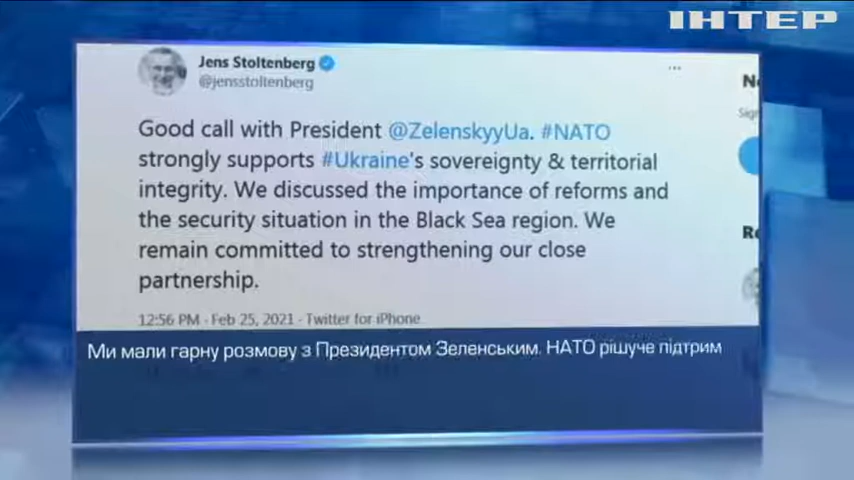 ІНТЕР
Jens Stoltenberg
@jensstoltenberg
Good call with President @ZelenskyyUa. #NATO
strongly supports #Ukraine's sovereignty & territorial
integrity. We discussed the importance of reforms and
the security situation in the Black Sea region. We
remain committed to strengthening our close
partnership.
12:56 PM · Feb 25, 2021 · Twitter for iPhone
Ми мали гарну розмову з Президентом Зеленським. НАТО рішуче підтрим